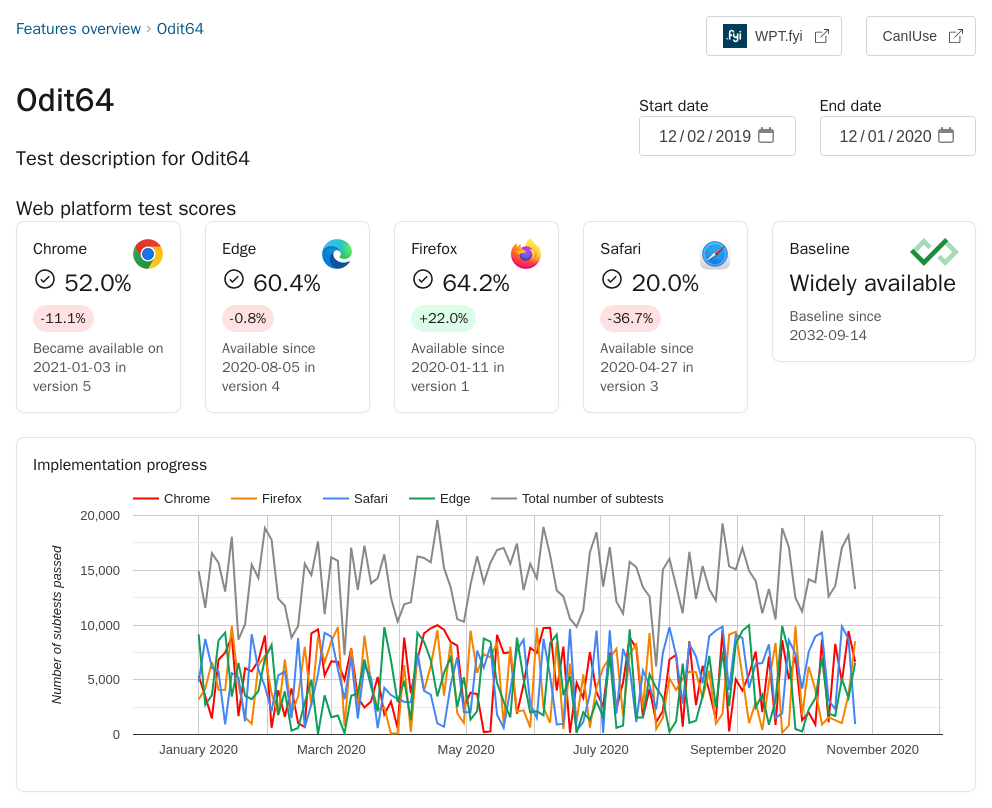 Features overview › Odit64
.fyi WPT.fyi
CanIUse
Odit64
Start date
End date
12/02/2019
12/01/2020
Test description for Odit64
Web platform test scores
Chrome
52.0%
-11.1%
Became available on
2021-01-03 in
version 5
Edge
60.4%
-0.8%
Available since
2020-08-05 in
version 4
Firefox
64.2%
+22.0%
Available since
2020-01-11 in
version 1
Safari
20.0%
-36.7%
Available since
2020-04-27 in
version 3
Baseline
Widely available
Baseline since
2032-09-14
Implementation progress
Chrome Firefox Safari Edge Total number of subtests
Number of subtests passed
20,000
15,000
10,000
5,000
0
January 2020 March 2020 May 2020 July 2020 September 2020 November 2020